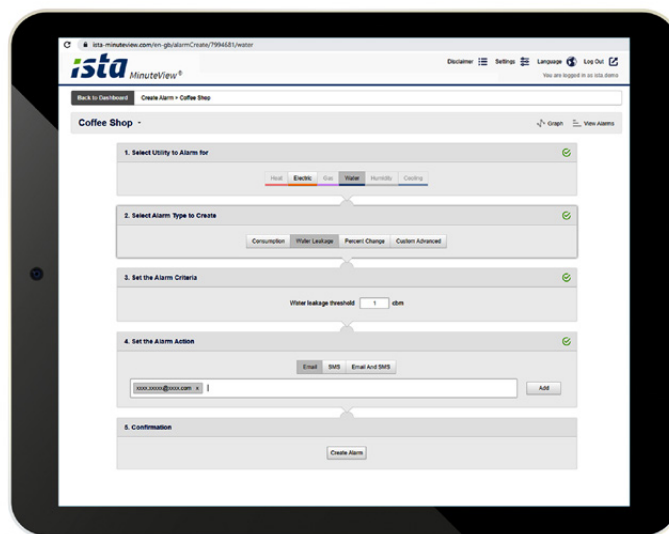 ista-minuteview.com/en-gb/alarmCreate/7994681/water
ista MinuteView®
Disclaimer Settings Language Log Out
You are logged in as ista.demo
Back to Dashboard Create Alarm > Coffee Shop
Coffee Shop
Graph View Alarms
1. Select Utility to Alarm for
Heat Electric Gas Water Humidity Cooling
2. Select Alarm Type to Create
Consumption Water Leakage Percent Change Custom Advanced
3. Set the Alarm Criteria
Water leakage threshold 1 cbm
4. Set the Alarm Action
Email SMS Email And SMS
xxxx.xxxxx@xxxx.com x
Add
5. Confirmation
Create Alarm